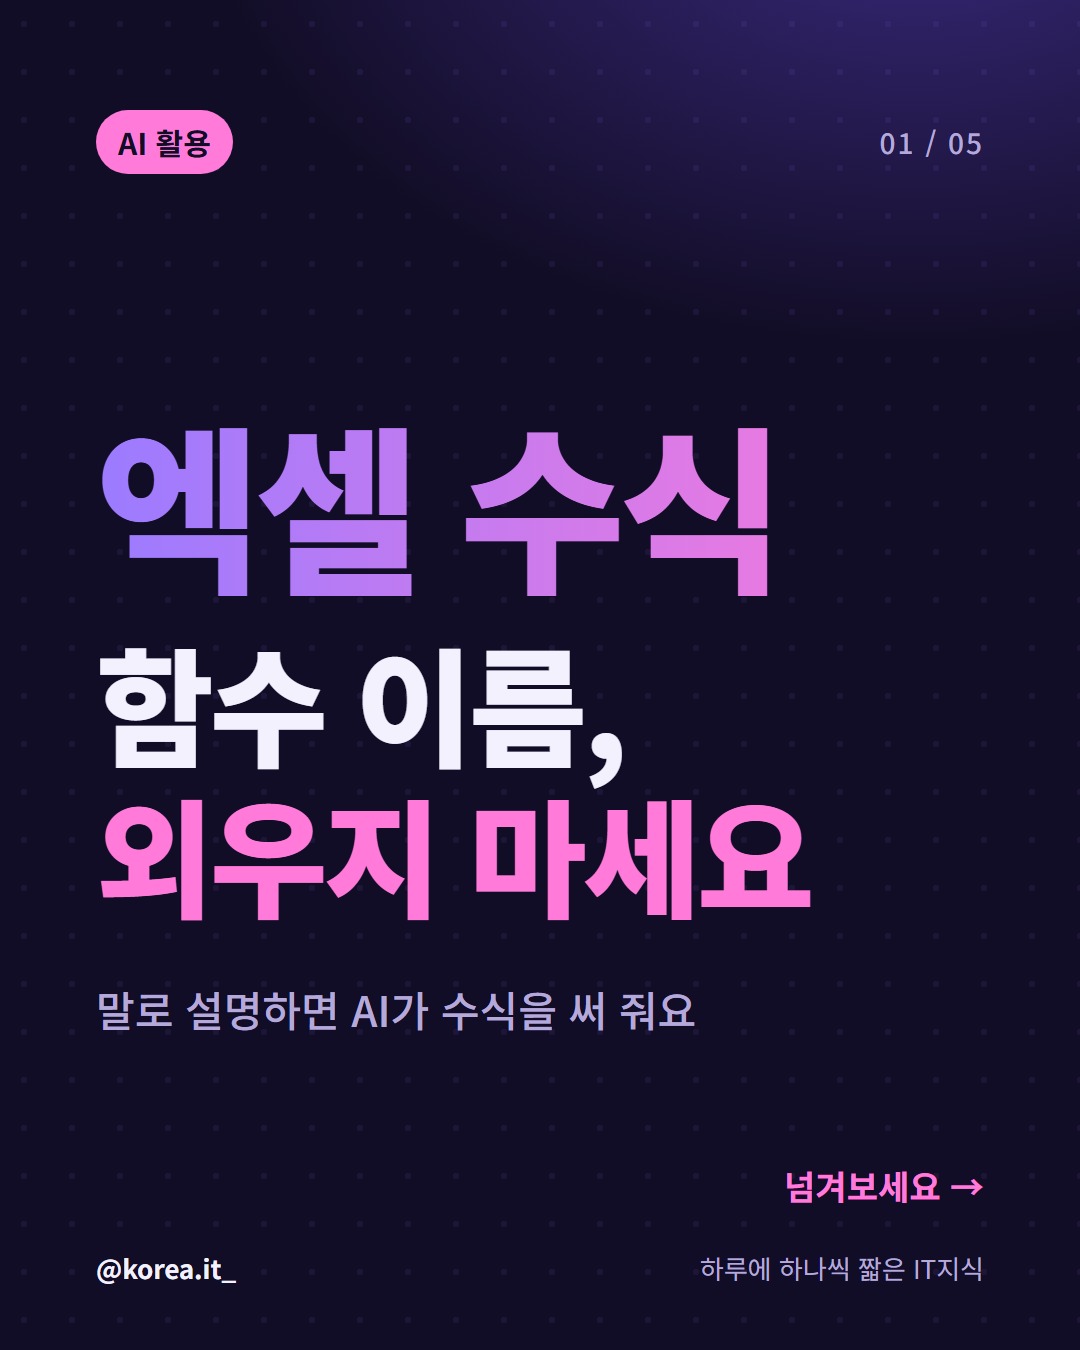 AI 활용
01 / 05
엑셀 수식
함수 이름,
외우지 마세요
말로 설명하면 AI가 수식을 써 줘요
넘겨보세요 →
@korea.it_
하루에 하나씩 짧은 IT지식